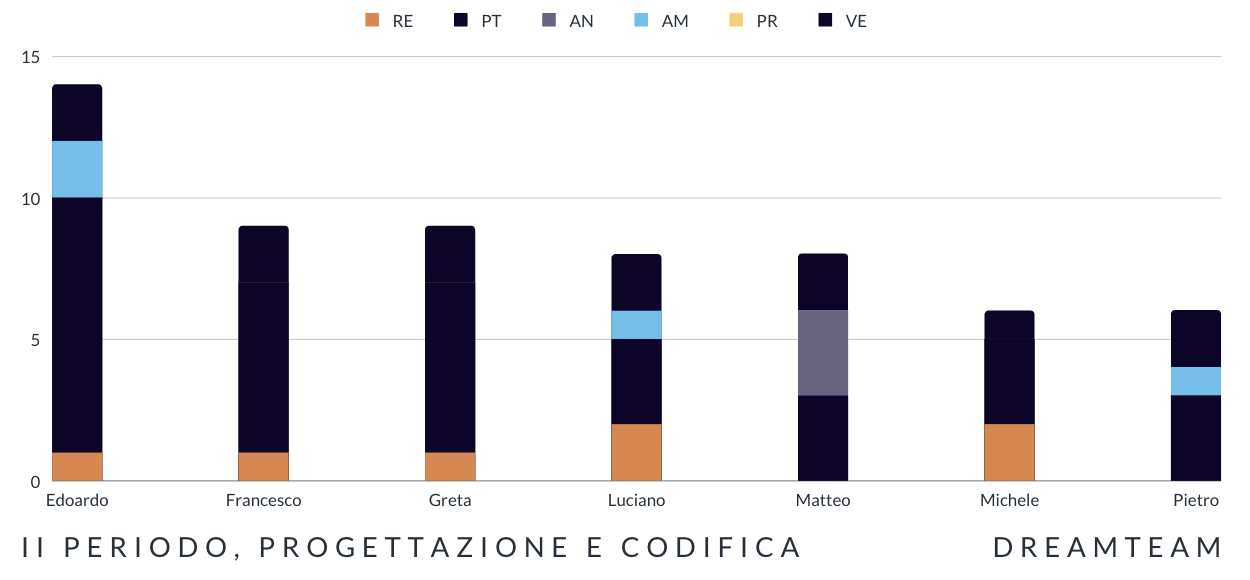 RE PT AN AM PR VE
15
10
5
0
Edoardo Francesco Greta Luciano Matteo Michele Pietro
II PERIODO, PROGETTAZIONE E CODIFICA DREAMTEAM